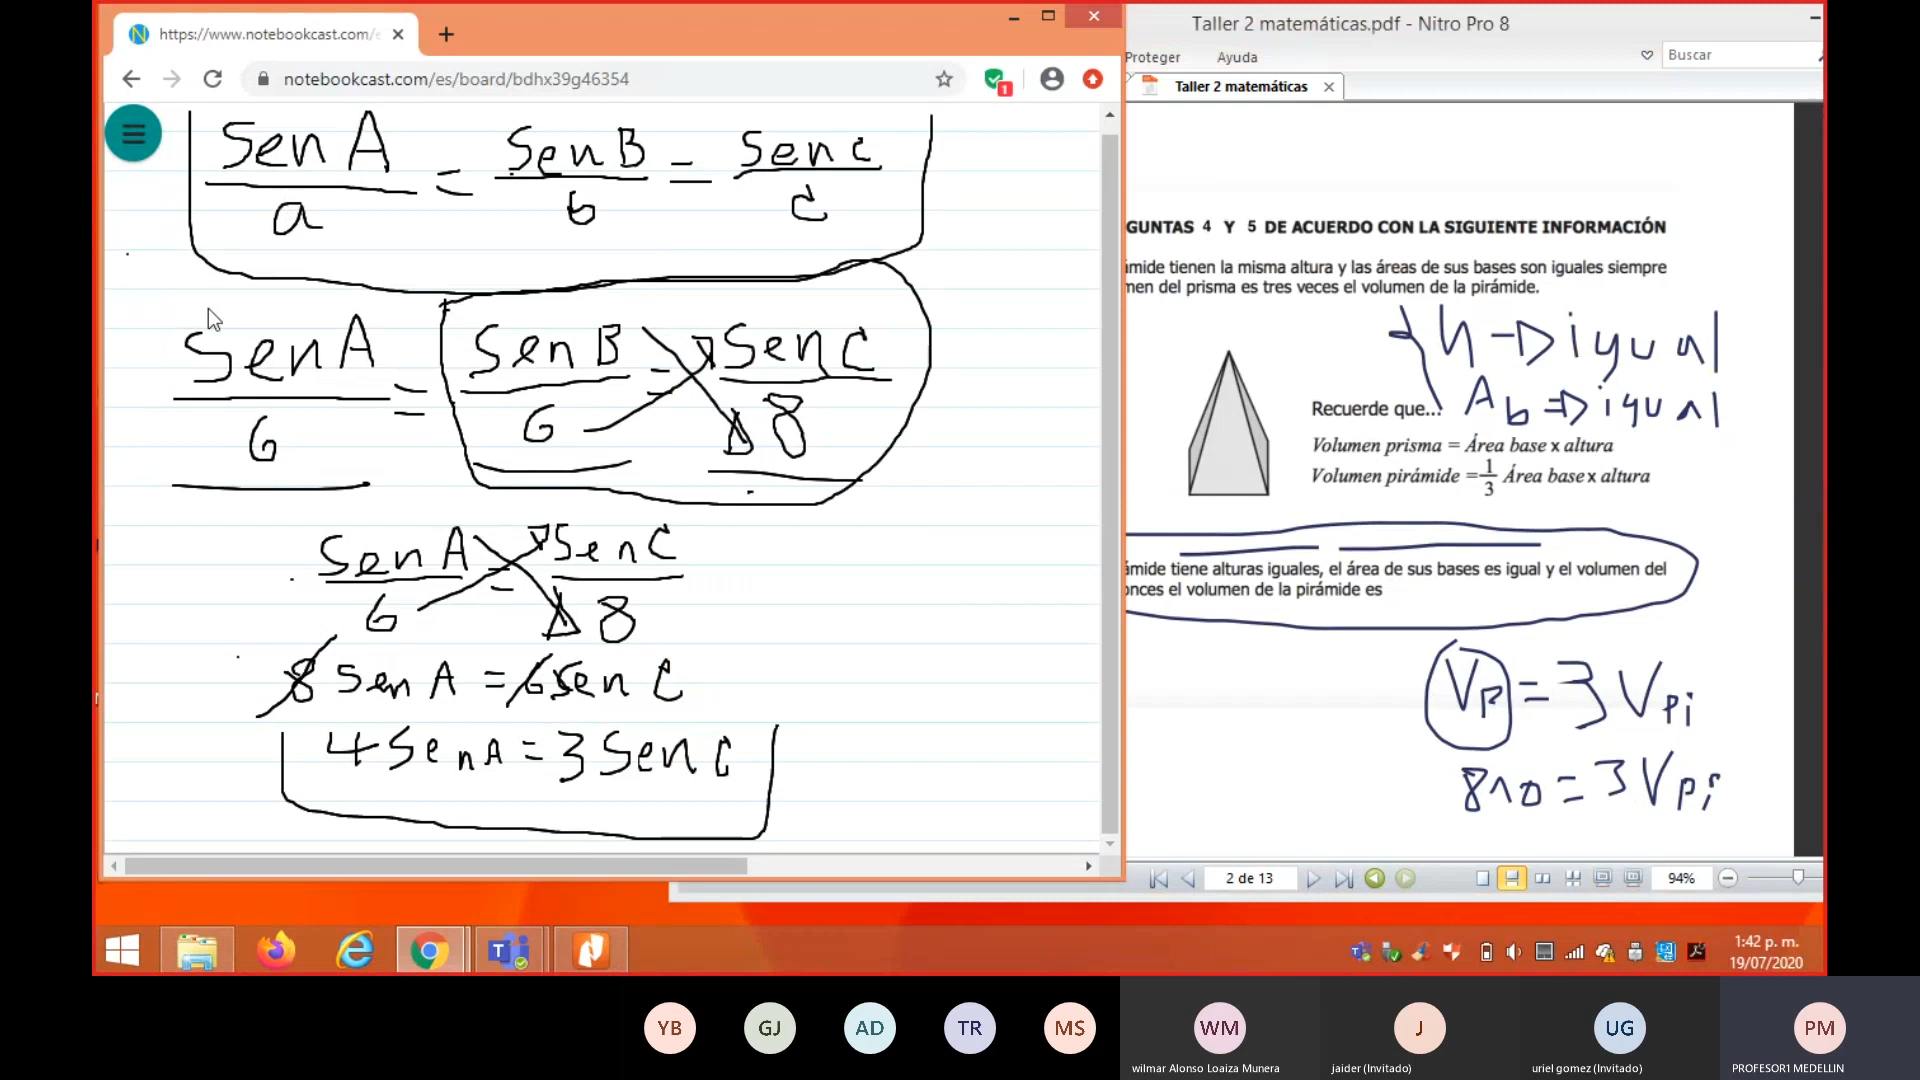 https://www.notebookcast.com/e
notebookcast.com/es/board/bdhx39g46354
1
Sen A = Sen B = Sen C
a b c
Sen A = Sen B = Sen C
6 6 8
Sen A = Sen C
6 8
8 Sen A = 6 Sen C
4 Sen A = 3 Sen C
Taller 2 matemáticas.pdf - Nitro Pro 8
Proteger Ayuda
Buscar
Taller 2 matemáticas
GUNTAS 4 Y 5 DE ACUERDO CON LA SIGUIENTE INFORMACIÓN
ámide tienen la misma altura y las áreas de sus bases son iguales siempre
men del prisma es tres veces el volumen de la pirámide.
h → igual
Ab ⇒ igual
Recuerde que...
Volumen prisma = Área base x altura
Volumen pirámide = 1/3 Área base x altura
ámide tiene alturas iguales, el área de sus bases es igual y el volumen del
onces el volumen de la pirámide es
VP = 3 VPi
810 = 3 VPi
2 de 13
94%
1:42 p. m.
19/07/2020
YB GJ AD TR MS WM J UG PM
wilmar Alonso Loaiza Munera jaider (Invitado) uriel gomez (Invitado) PROFESOR1 MEDELLIN